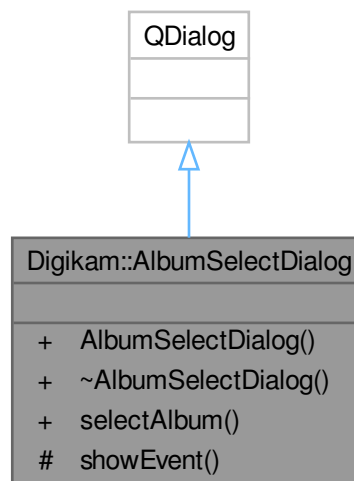 QDialog
Digikam::AlbumSelectDialog
+ AlbumSelectDialog()
+ ~AlbumSelectDialog()
+ selectAlbum()
# showEvent()